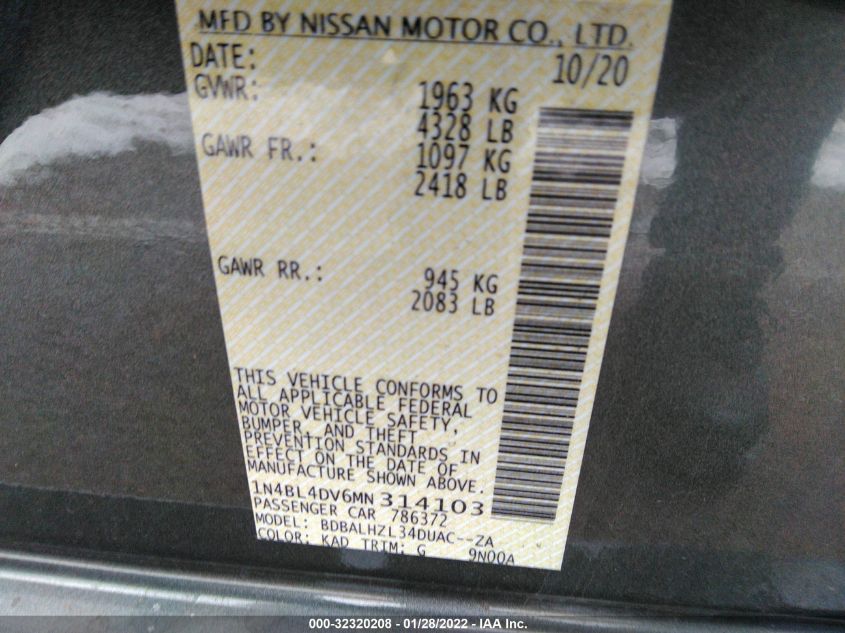 MFD BY NISSAN MOTOR CO., LTD.
DATE: 10/20
GVWR: 1963 KG
4328 LB
GAWR FR.: 1097 KG
2418 LB
GAWR RR.: 945 KG
2083 LB
THIS VEHICLE CONFORMS TO
ALL APPLICABLE FEDERAL
MOTOR VEHICLE SAFETY,
BUMPER, AND THEFT
PREVENTION STANDARDS IN
EFFECT ON THE DATE OF
MANUFACTURE SHOWN ABOVE.
1N4BL4DV6MN314103
PASSENGER CAR 786372
MODEL: BDBALHZL34DUAC--ZA
COLOR: KAD TRIM: G 9N00A
000-32320208 - 01/28/2022 - IAA Inc.